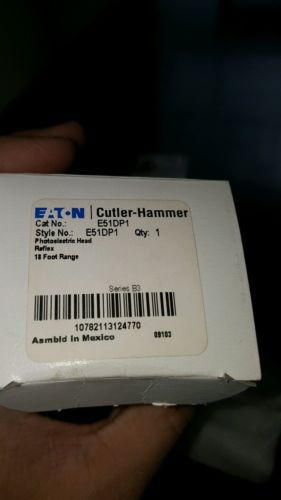 EATON | Cutler-Hammer
Cat No.: E51DP1
Style No.: E51DP1 Qty: 1
Photoelectric Head
Reflex
18 Foot Range
Series B3
10782113124770
Asmbld In Mexico 09103